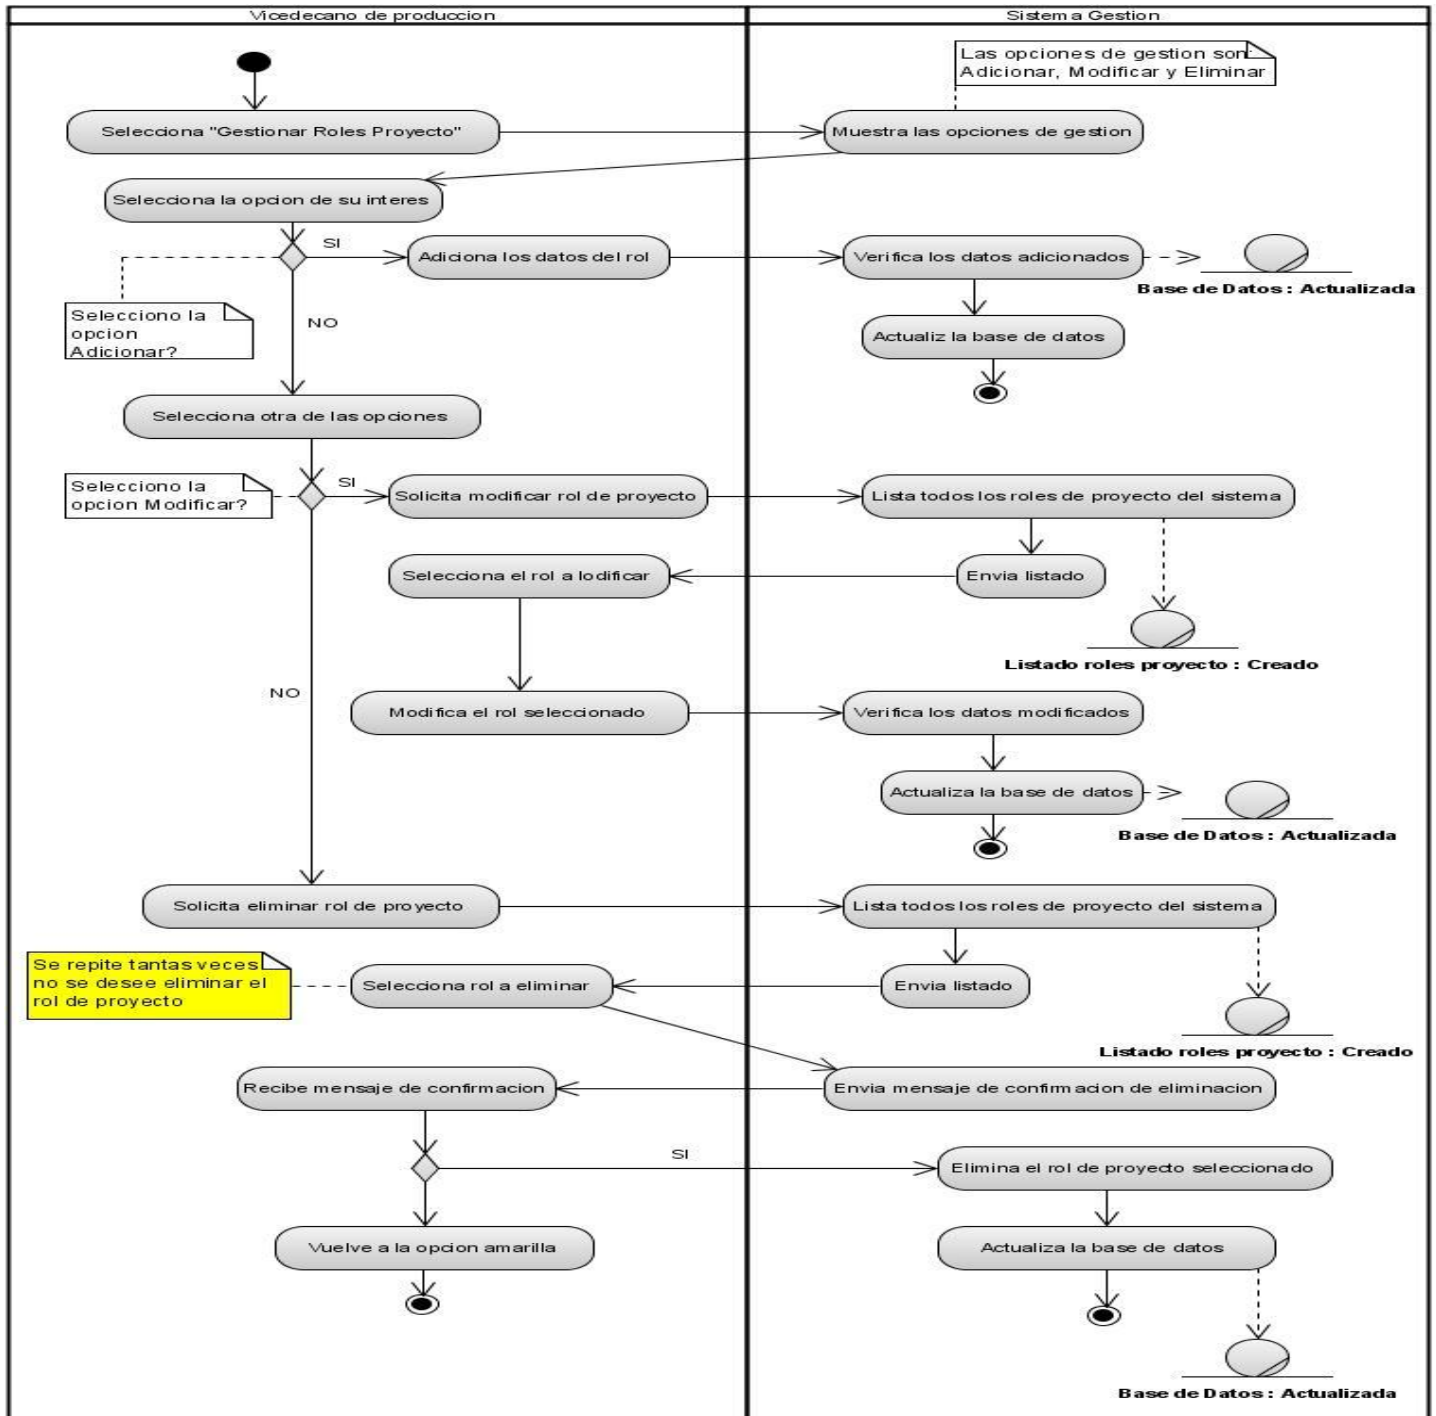 Vicedecano de produccion
Sistema Gestion
Las opciones de gestion son:
Adicionar, Modificar y Eliminar
Selecciona "Gestionar Roles Proyecto"
Muestra las opciones de gestion
Selecciona la opcion de su interes
SI
Adiciona los datos del rol
Verifica los datos adicionados
Base de Datos : Actualizada
Selecciono la
opcion
Adicionar?
NO
Actualiz la base de datos
Selecciona otra de las opciones
Selecciono la
opcion Modificar?
SI
Solicita modificar rol de proyecto
Lista todos los roles de proyecto del sistema
Selecciona el rol a lodificar
Envia listado
Listado roles proyecto : Creado
NO
Modifica el rol seleccionado
Verifica los datos modificados
Actualiza la base de datos
Base de Datos : Actualizada
Solicita eliminar rol de proyecto
Lista todos los roles de proyecto del sistema
Se repite tantas veces
no se desee eliminar el
rol de proyecto
Selecciona rol a eliminar
Envia listado
Listado roles proyecto : Creado
Recibe mensaje de confirmacion
Envia mensaje de confirmacion de eliminacion
SI
Elimina el rol de proyecto seleccionado
Vuelve a la opcion amarilla
Actualiza la base de datos
Base de Datos : Actualizada